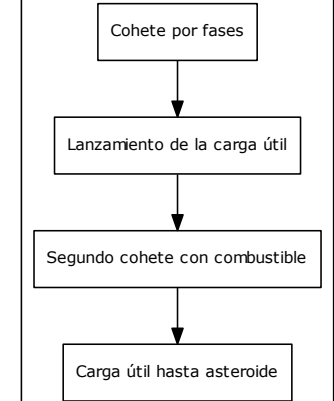 Cohete por fases
Lanzamiento de la carga útil
Segundo cohete con combustible
Carga útil hasta asteroide